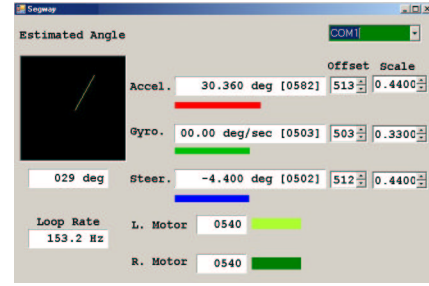 Segway
Estimated Angle
COM1
Offset Scale
Accel. 30.360 deg [0582] 513 0.4400
Gyro. 00.00 deg/sec [0503] 503 0.3300
029 deg
Steer. -4.400 deg [0502] 512 0.4400
Loop Rate
153.2 Hz
L. Motor 0540
R. Motor 0540